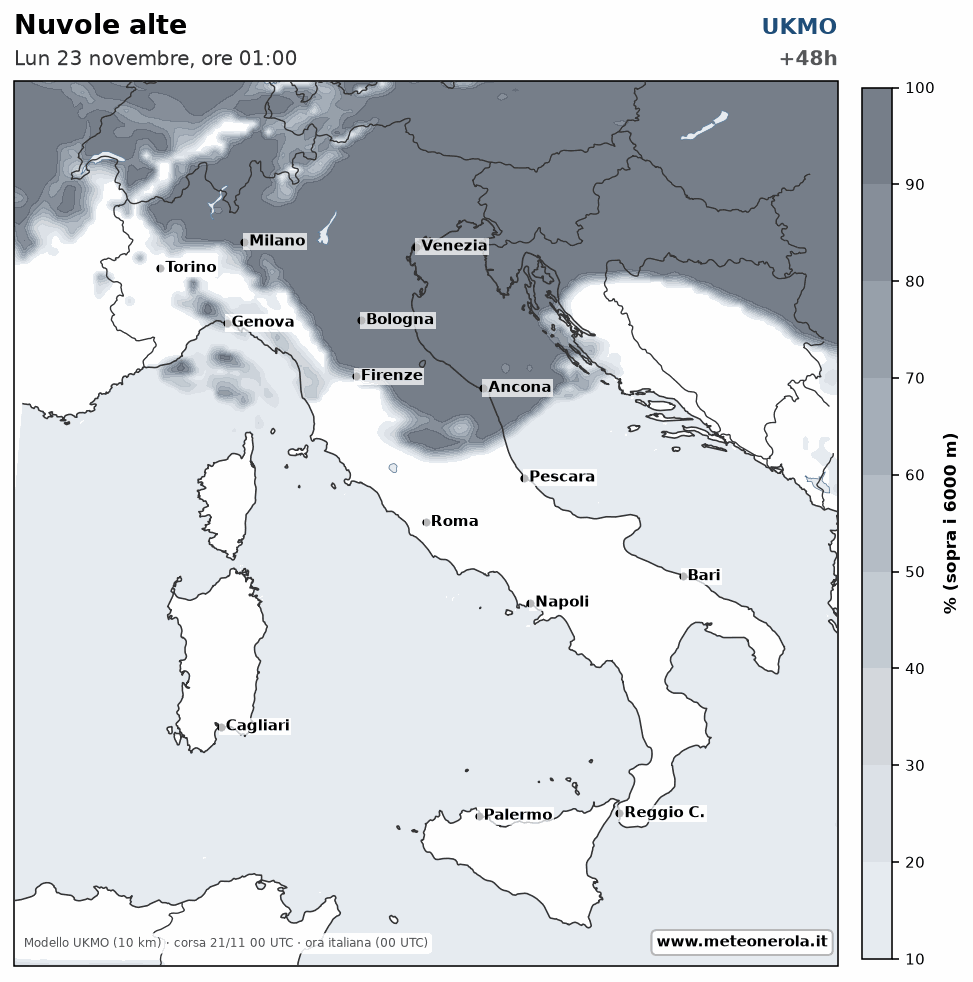 Nuvole alte
UKMO
Lun 23 novembre, ore 01:00
+48h
100
90
80
70
60
50
40
30
20
10
% (sopra i 6000 m)
Milano
Venezia
Torino
Genova
Bologna
Firenze
Ancona
Pescara
Roma
Bari
Napoli
Cagliari
Palermo
Reggio C.
Modello UKMO (10 km) · corsa 21/11 00 UTC · ora italiana (00 UTC)
www.meteonerola.it